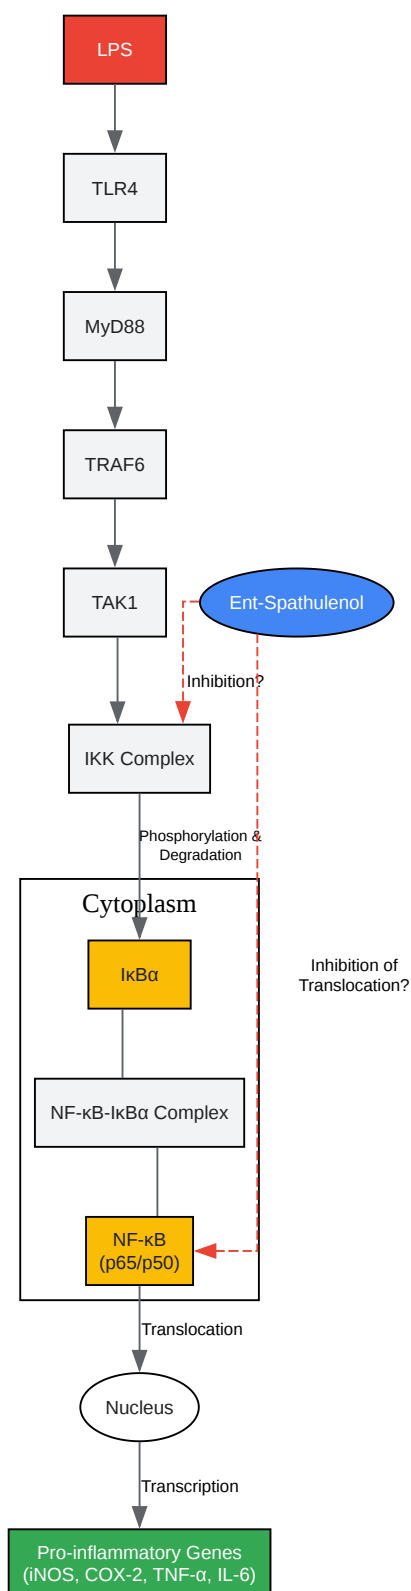 LPS
TLR4
MyD88
TRAF6
TAK1
Ent-Spathulenol
Inhibition?
IKK Complex
Phosphorylation &
Degradation
Cytoplasm
IκBα
Inhibition of
Translocation?
NF-κB-IκBα Complex
NF-κB
(p65/p50)
Translocation
Nucleus
Transcription
Pro-inflammatory Genes
(iNOS, COX-2, TNF-α, IL-6)